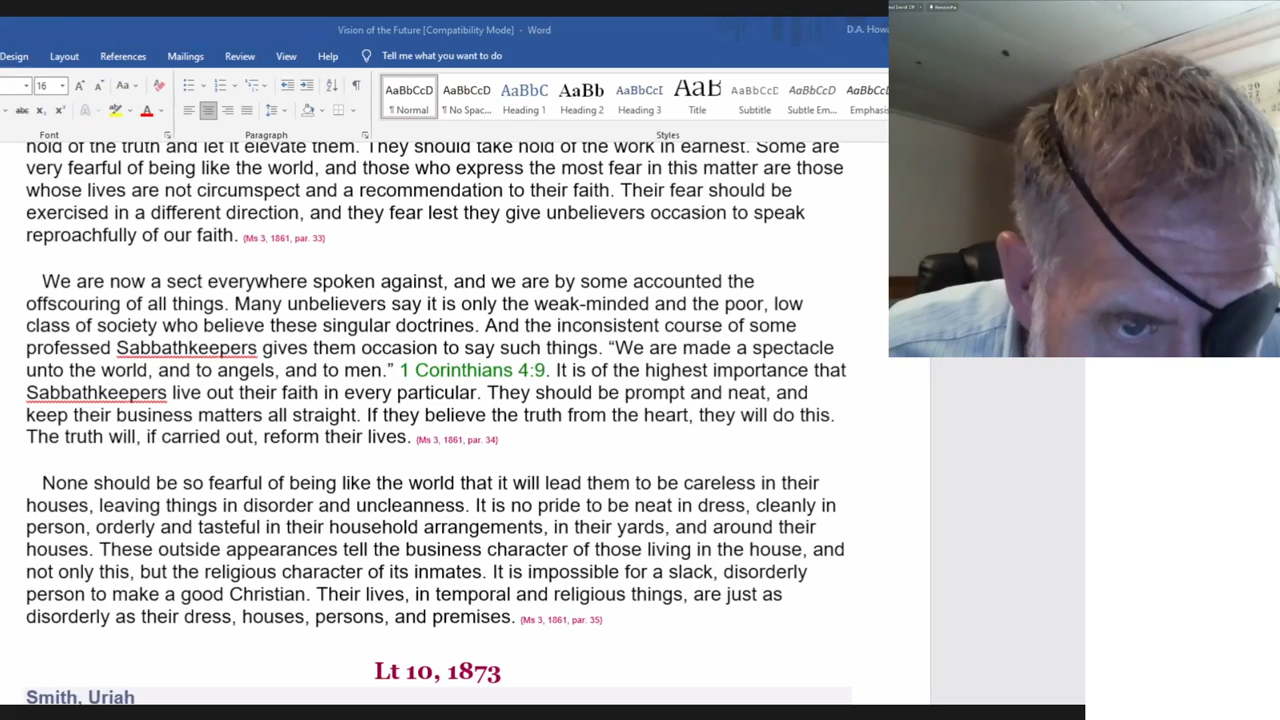 Vision of the Future [Compatibility Mode] - Word
D.A. Howa
Design Layout References Mailings Review View Help Tell me what you want to do
16 Aa
abc x₂ x² A A
AaBbCcD AaBbCcD AaBbC AaBb AaBbCcI AaB AaBbCcD AaBbCcD AaBbCc
¶ Normal ¶ No Spac... Heading 1 Heading 2 Heading 3 Title Subtitle Subtle Em... Emphasis
Font Paragraph Styles
hold of the truth and let it elevate them. They should take hold of the work in earnest. Some are
very fearful of being like the world, and those who express the most fear in this matter are those
whose lives are not circumspect and a recommendation to their faith. Their fear should be
exercised in a different direction, and they fear lest they give unbelievers occasion to speak
reproachfully of our faith. {Ms 3, 1861, par. 33}
We are now a sect everywhere spoken against, and we are by some accounted the
offscouring of all things. Many unbelievers say it is only the weak-minded and the poor, low
class of society who believe these singular doctrines. And the inconsistent course of some
professed Sabbathkeepers gives them occasion to say such things. “We are made a spectacle
unto the world, and to angels, and to men.” 1 Corinthians 4:9. It is of the highest importance that
Sabbathkeepers live out their faith in every particular. They should be prompt and neat, and
keep their business matters all straight. If they believe the truth from the heart, they will do this.
The truth will, if carried out, reform their lives. {Ms 3, 1861, par. 34}
None should be so fearful of being like the world that it will lead them to be careless in their
houses, leaving things in disorder and uncleanness. It is no pride to be neat in dress, cleanly in
person, orderly and tasteful in their household arrangements, in their yards, and around their
houses. These outside appearances tell the business character of those living in the house, and
not only this, but the religious character of its inmates. It is impossible for a slack, disorderly
person to make a good Christian. Their lives, in temporal and religious things, are just as
disorderly as their dress, houses, persons, and premises. {Ms 3, 1861, par. 35}
Lt 10, 1873
Smith, Uriah